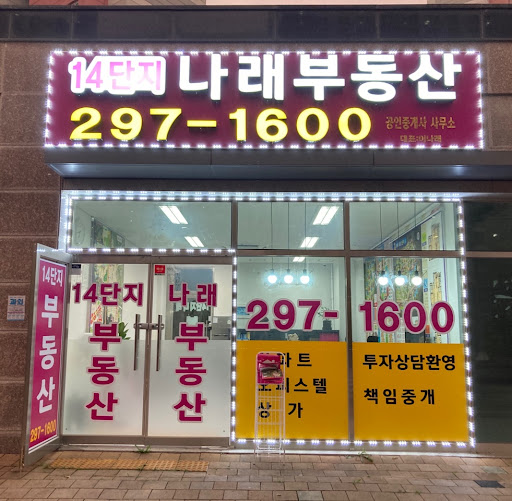 14단지 나래부동산
297-1600
공인중개사 사무소
14단지
부동산
297-1600
14단지
부동산
나래
부동산
297-1600
상가
투자상담환영
책임중개